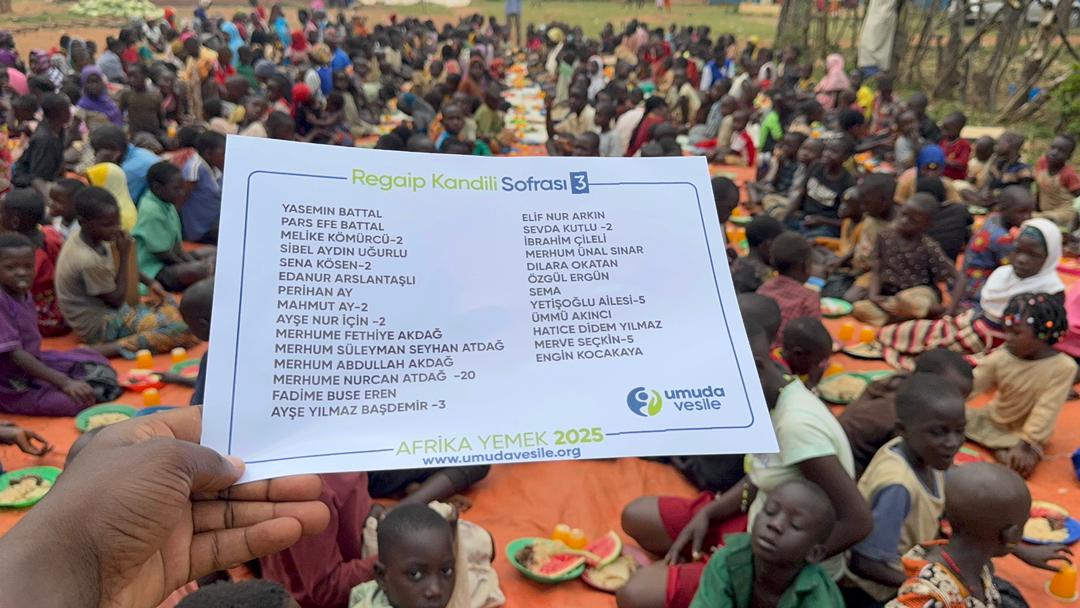 Regaip Kandili Sofrası 3
YASEMIN BATTAL
PARS EFE BATTAL
MELİKE KÖMÜRCÜ-2
SİBEL AYDIN UĞURLU
SENA KÖSEN-2
EDANUR ARSLANTAŞLI
PERİHAN AY
MAHMUT AY-2
AYŞE NUR İÇİN -2
MERHUME FETHİYE AKDAĞ
MERHUM SÜLEYMAN SEYHAN ATDAĞ
MERHUM ABDULLAH AKDAĞ
MERHUME NURCAN ATDAĞ -20
FADİME BUSE EREN
AYŞE YILMAZ BAŞDEMİR -3
ELİF NUR ARKIN
SEVDA KUTLU -2
İBRAHİM ÇİLELİ
MERHUM ÜNAL SINAR
DILARA OKATAN
ÖZGÜL ERGÜN
SEMA
YETİŞOĞLU AİLESİ-5
ÜMMÜ AKINCI
HATICE DİDEM YILMAZ
MERVE SEÇKİN-5
ENGİN KOCAKAYA
umuda
vesile
AFRİKA YEMEK 2025
www.umudavesile.org